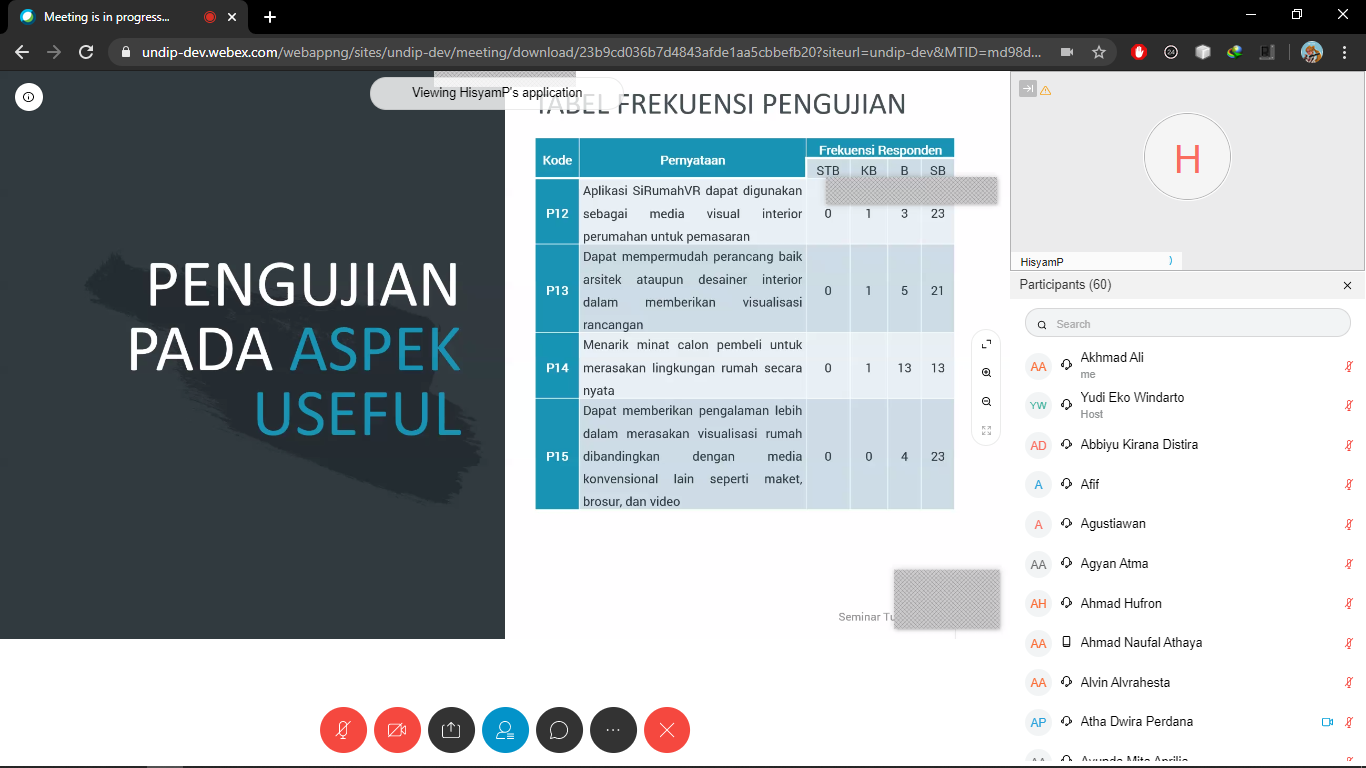 Meeting is in progress...
undip-dev.webex.com/webappng/sites/undip-dev/meeting/download/23b9cd036b7d4843afde1aa5cbbefb20?siteurl=undip-dev&MTID=md98d...
Viewing HisyamP's application
TABEL FREKUENSI PENGUJIAN
PENGUJIAN
PADA ASPEK
USEFUL
Kode Pernyataan Frekuensi Responden
STB KB B SB
P12 Aplikasi SiRumahVR dapat digunakan
sebagai media visual interior 0 1 3 23
perumahan untuk pemasaran
P13 Dapat mempermudah perancang baik
arsitek ataupun desainer interior 0 1 5 21
dalam memberikan visualisasi
rancangan
P14 Menarik minat calon pembeli untuk
merasakan lingkungan rumah secara 0 1 13 13
nyata
P15 Dapat memberikan pengalaman lebih
dalam merasakan visualisasi rumah
dibandingkan dengan media 0 0 4 23
konvensional lain seperti maket,
brosur, dan video
Seminar
H
HisyamP
Participants (60)
Search
AA Akhmad Ali
me
YW Yudi Eko Windarto
Host
AD Abbiyu Kirana Distira
A Afif
A Agustiawan
AA Agyan Atma
AH Ahmad Hufron
AA Ahmad Naufal Athaya
AA Alvin Alvrahesta
AP Atha Dwira Perdana